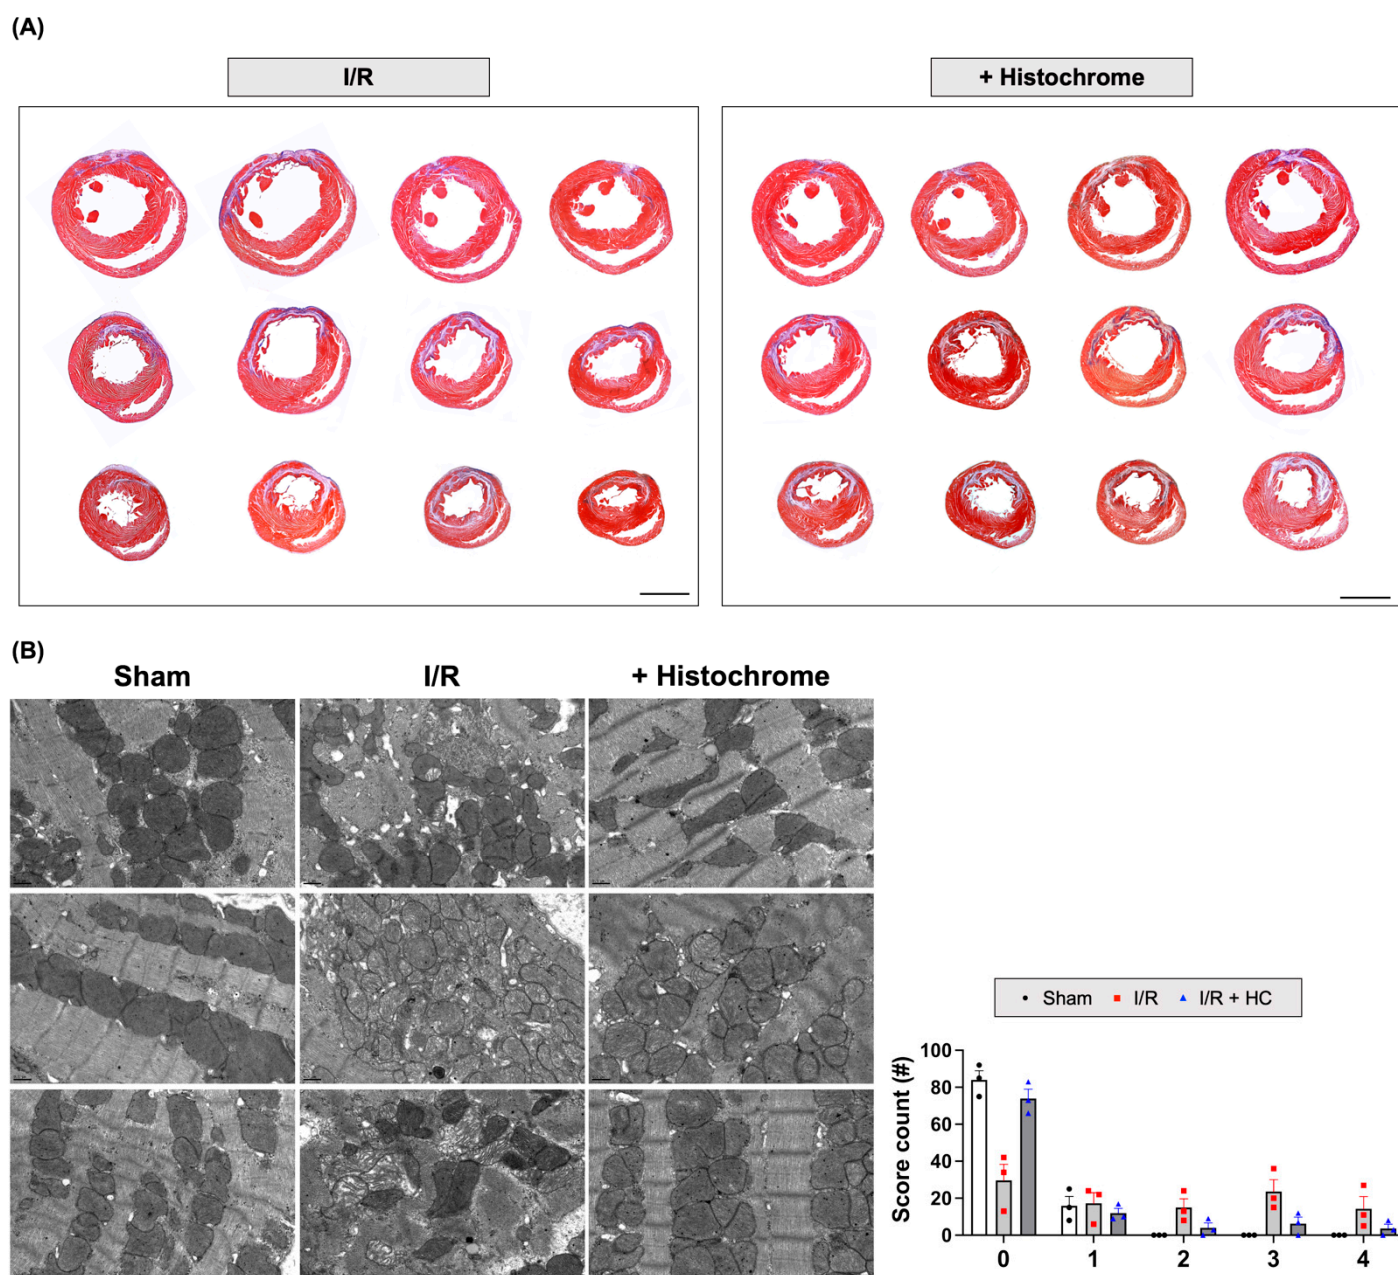 (A)
I/R
+ Histochrome
(B)
Sham
I/R
+ Histochrome
Sham I/R I/R + HC
Score count (#)
100
80
60
40
20
0
0 1 2 3 4